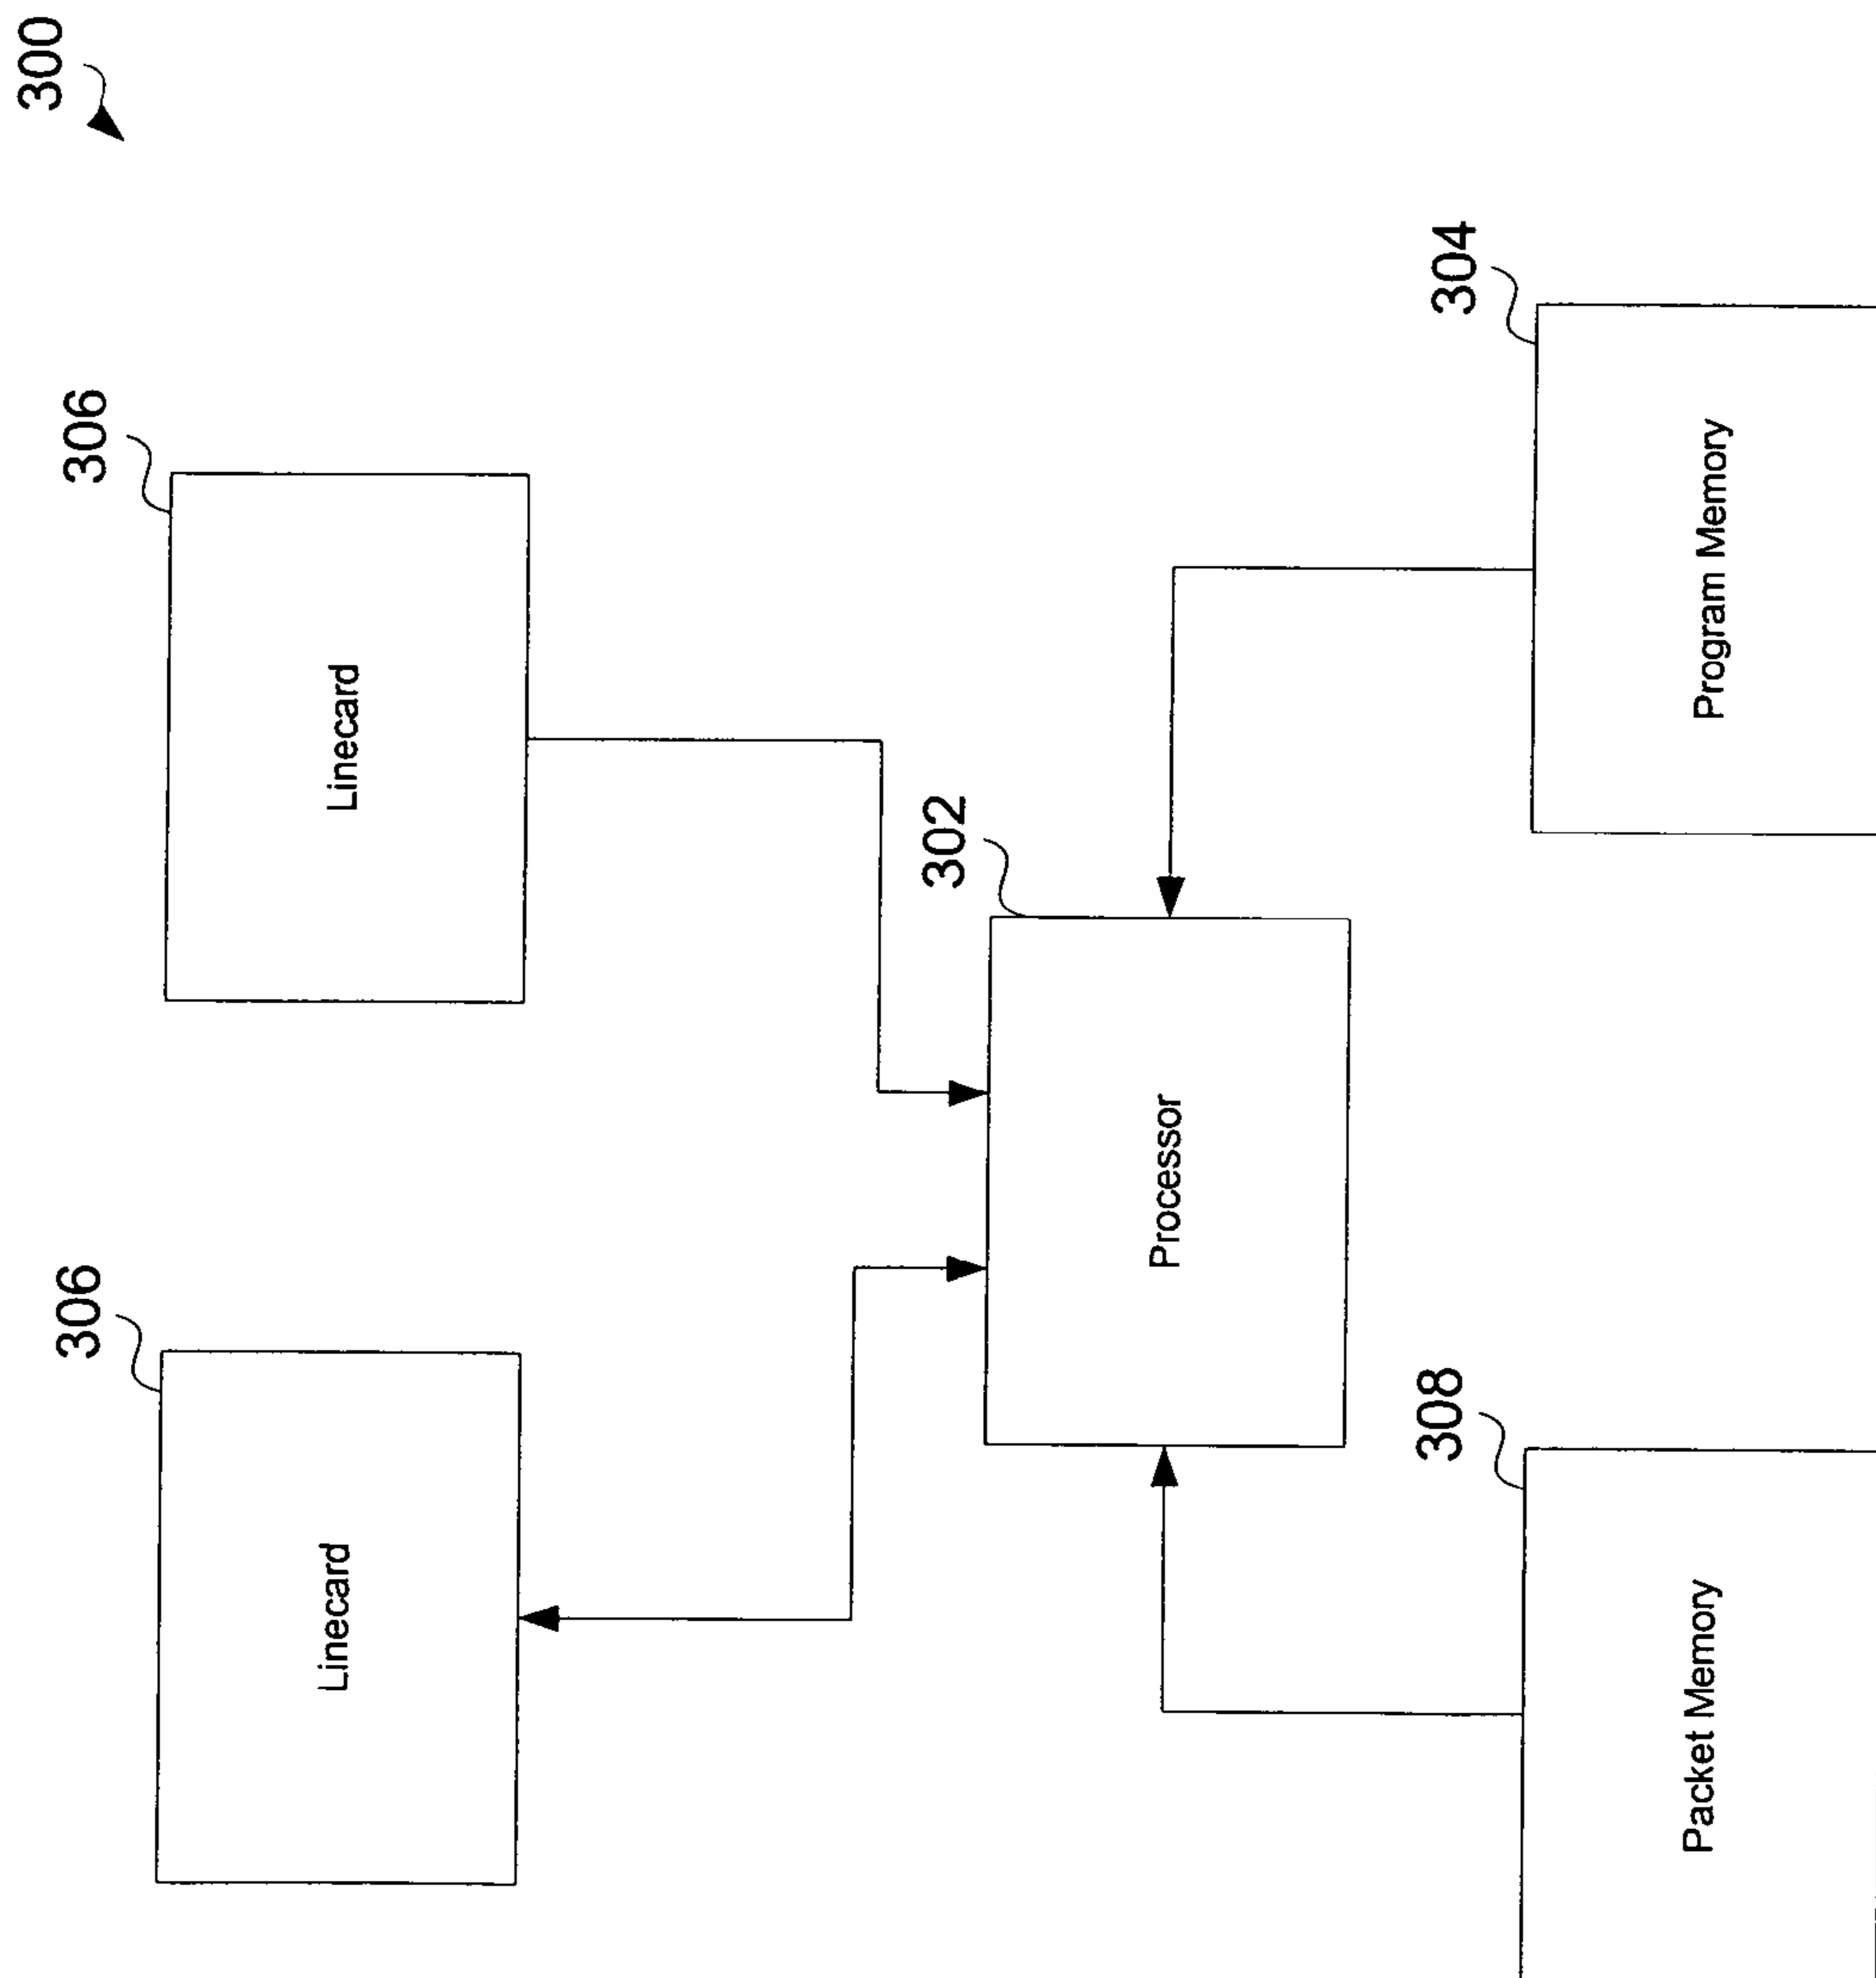 300
306
Linecard
306
Linecard
302
Processor
304
Program Memory
308
Packet Memory